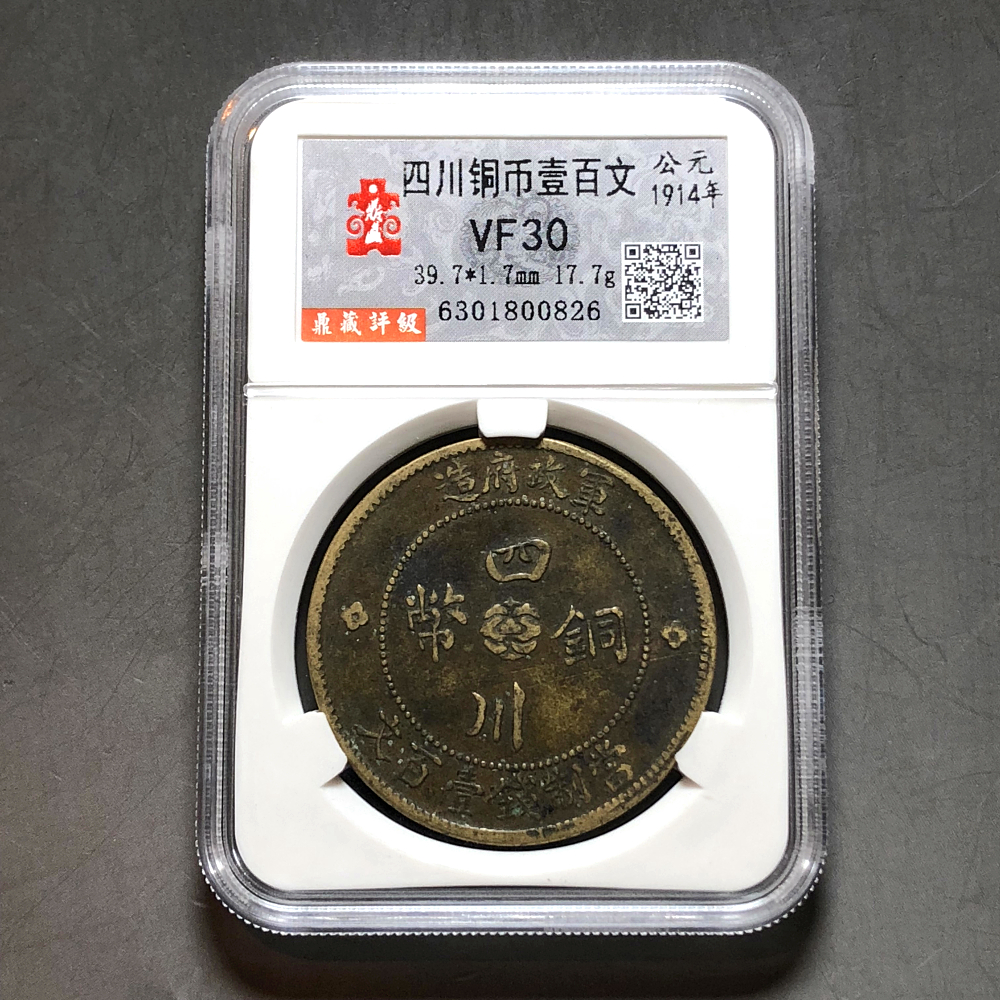 四川铜币壹百文
公元
1914年
VF30
39.7*1.7mm 17.7g
6301800826
鼎藏評級
軍政府造
四川
銅幣
當制錢壹百文